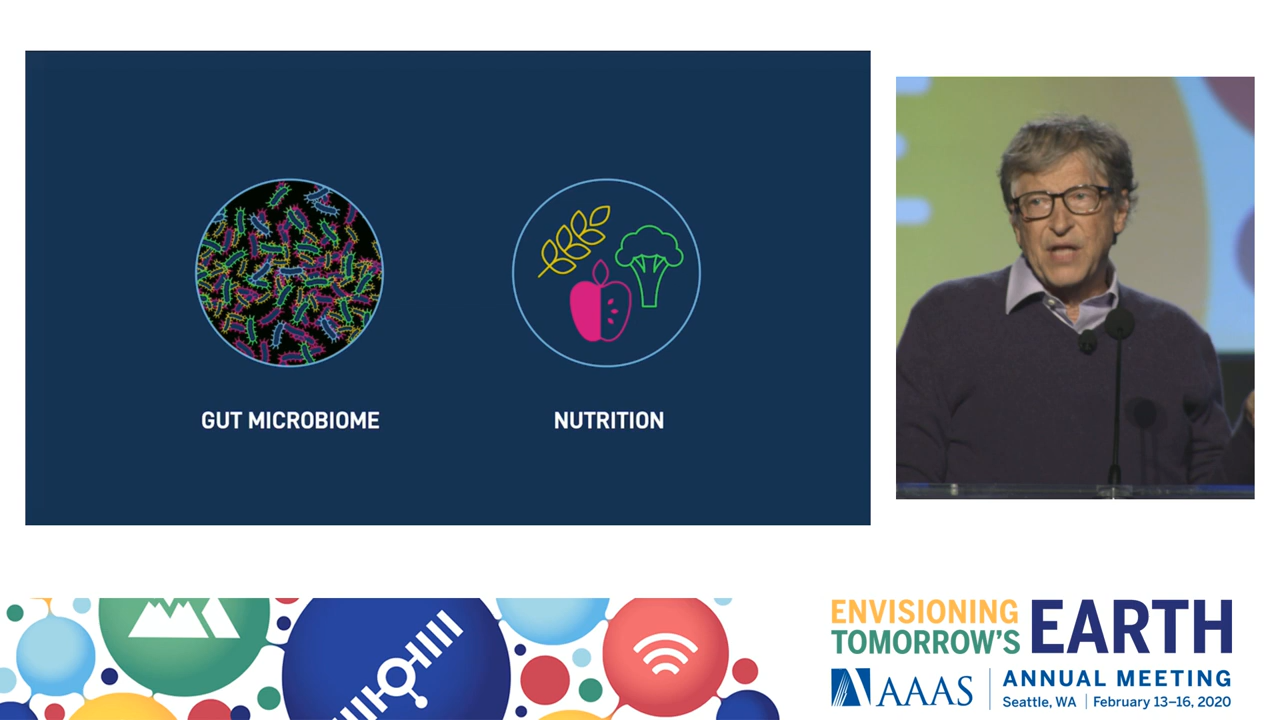 GUT MICROBIOME
NUTRITION
ENVISIONING
TOMORROW'S
EARTH
AAAS
ANNUAL MEETING
Seattle, WA | February 13–16, 2020